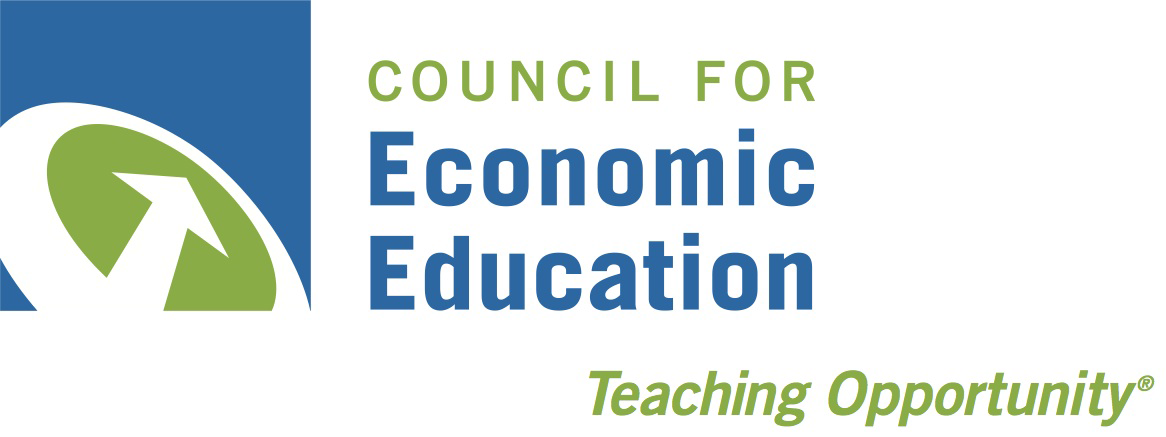 COUNCIL FOR
Economic
Education
Teaching Opportunity®